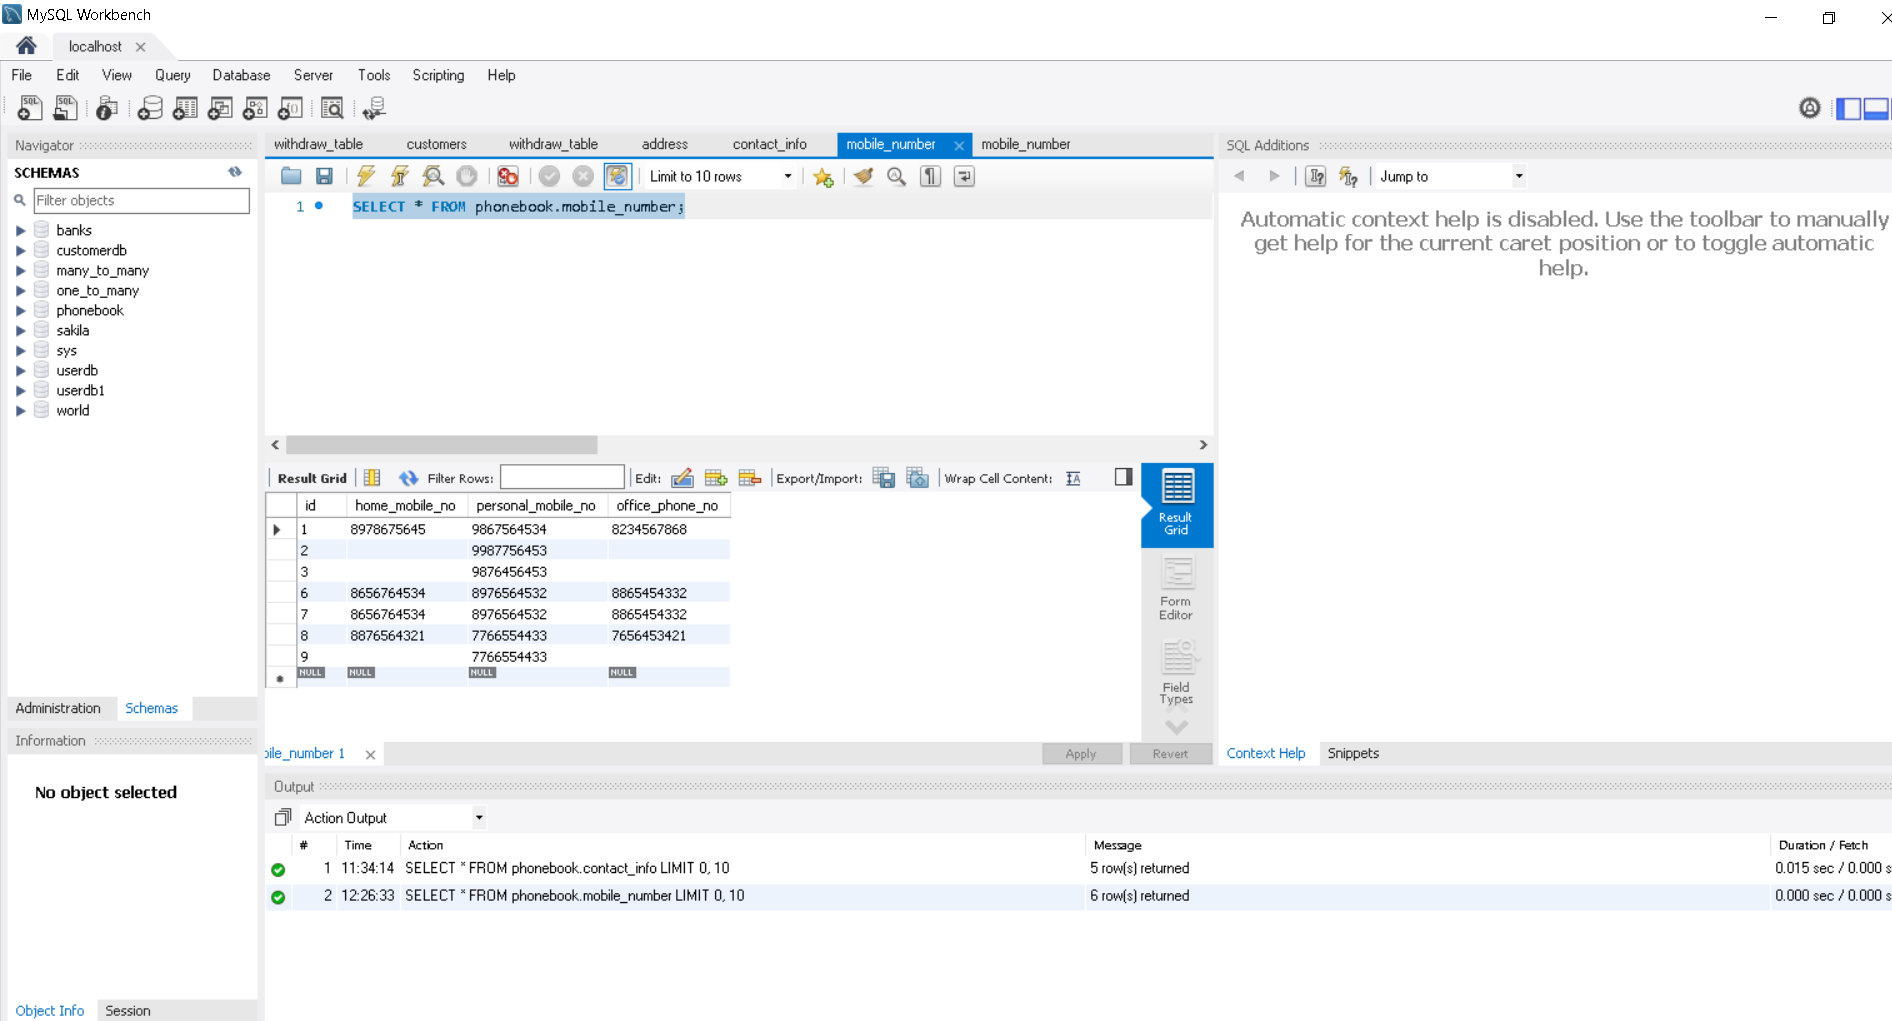 MySQL Workbench
localhost
File Edit View Query Database Server Tools Scripting Help
Navigator
SCHEMAS
Filter objects
banks
customerdb
many_to_many
one_to_many
phonebook
sakila
sys
userdb
userdb1
world
Administration Schemas
Information
No object selected
Object Info Session
withdraw_table customers withdraw_table address contact_info mobile_number mobile_number
Limit to 10 rows
1 SELECT * FROM phonebook.mobile_number;
Result Grid Filter Rows: Edit: Export/Import: Wrap Cell Content:
id home_mobile_no personal_mobile_no office_phone_no
1 8978675645 9867564534 8234567868
2 9987756453
3 9876456453
6 8656764534 8976564532 8865454332
7 8656764534 8976564532 8865454332
8 8876564321 7766554433 7656453421
9 7766554433
NULL NULL NULL NULL
Result
Grid
Form
Editor
Field
Types
bile_number 1
Apply Revert
SQL Additions
Jump to
Automatic context help is disabled. Use the toolbar to manually
get help for the current caret position or to toggle automatic
help.
Context Help Snippets
Output
Action Output
# Time Action Message Duration / Fetch
1 11:34:14 SELECT * FROM phonebook.contact_info LIMIT 0, 10 5 row(s) returned 0.015 sec / 0.000 s
2 12:26:33 SELECT * FROM phonebook.mobile_number LIMIT 0, 10 6 row(s) returned 0.000 sec / 0.000 s